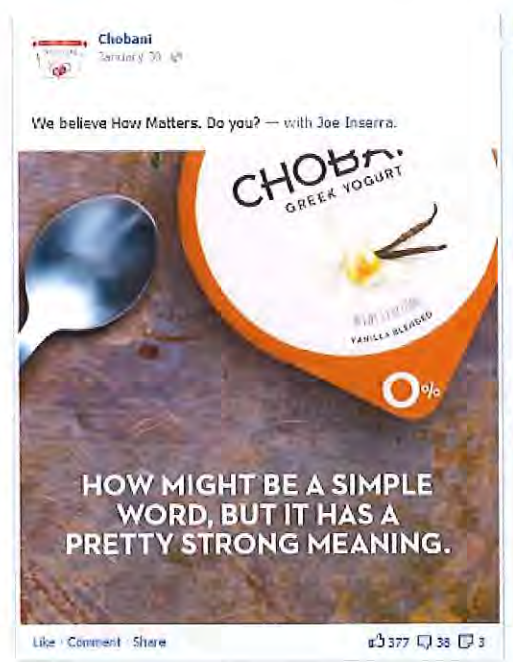 Chobani
January 30
We believe How Matters. Do you? — with Joe Inserra.
CHOBA
GREEK YOGURT
VANILLA BLENDED
0%
HOW MIGHT BE A SIMPLE
WORD, BUT IT HAS A
PRETTY STRONG MEANING.
Like · Comment · Share
377 38 3